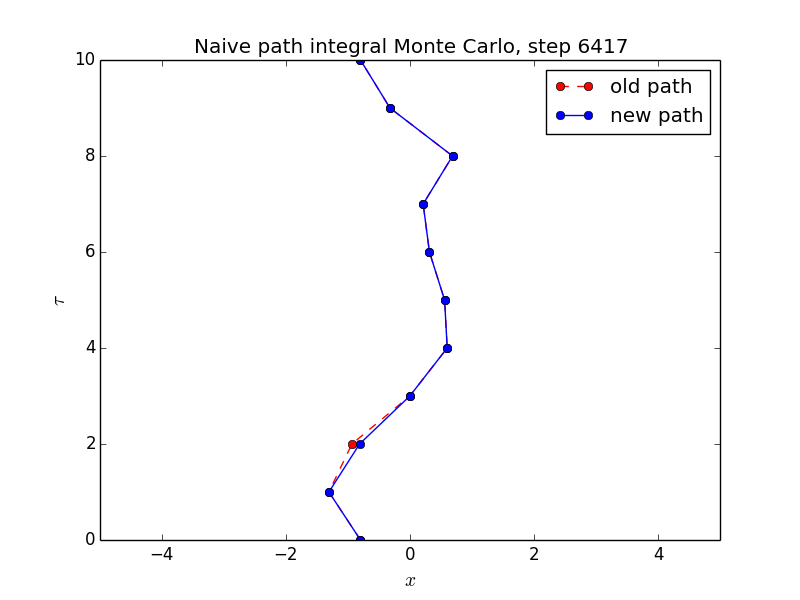 Naive path integral Monte Carlo, step 6417
old path
new path
10
8
6
4
2
0
τ
−4 −2 0 2 4
x